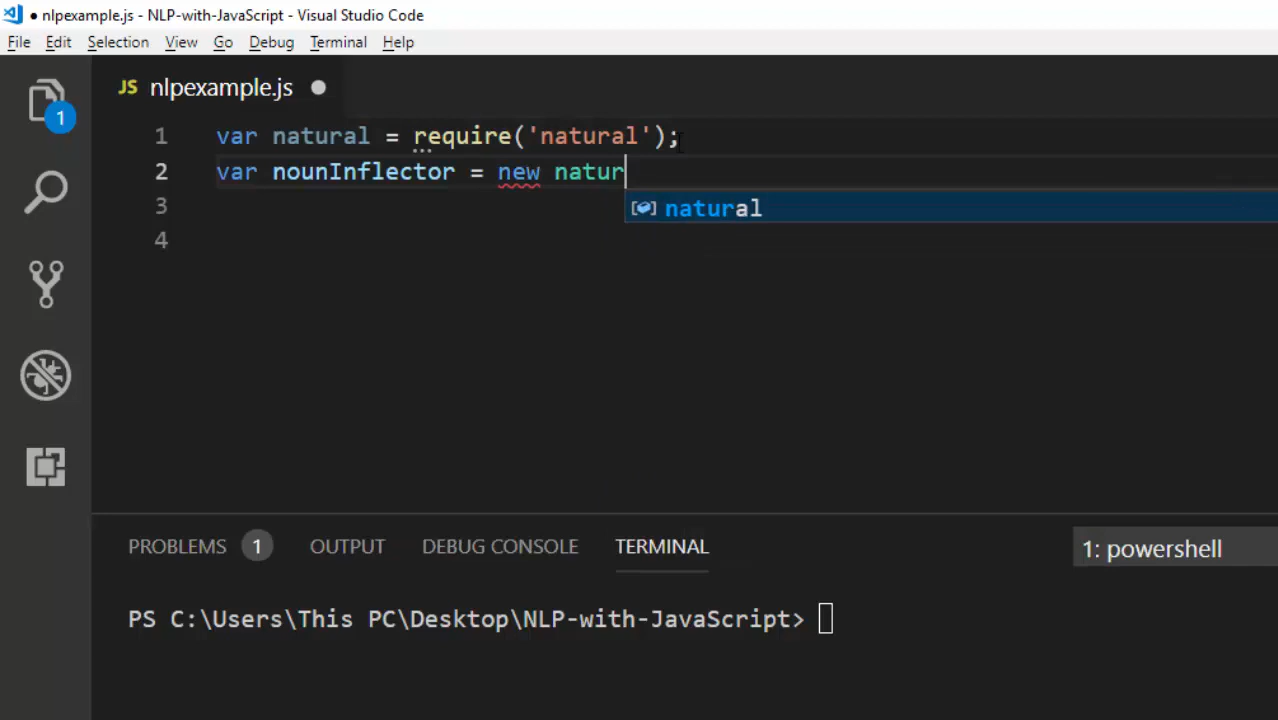 ● nlpexample.js - NLP-with-JavaScript - Visual Studio Code
File Edit Selection View Go Debug Terminal Help
JS nlpexample.js ●
1 var natural = require('natural');
2 var nounInflector = new natur
natural
3
4
1
PROBLEMS 1 OUTPUT DEBUG CONSOLE TERMINAL 1: powershell
PS C:\Users\This PC\Desktop\NLP-with-JavaScript>